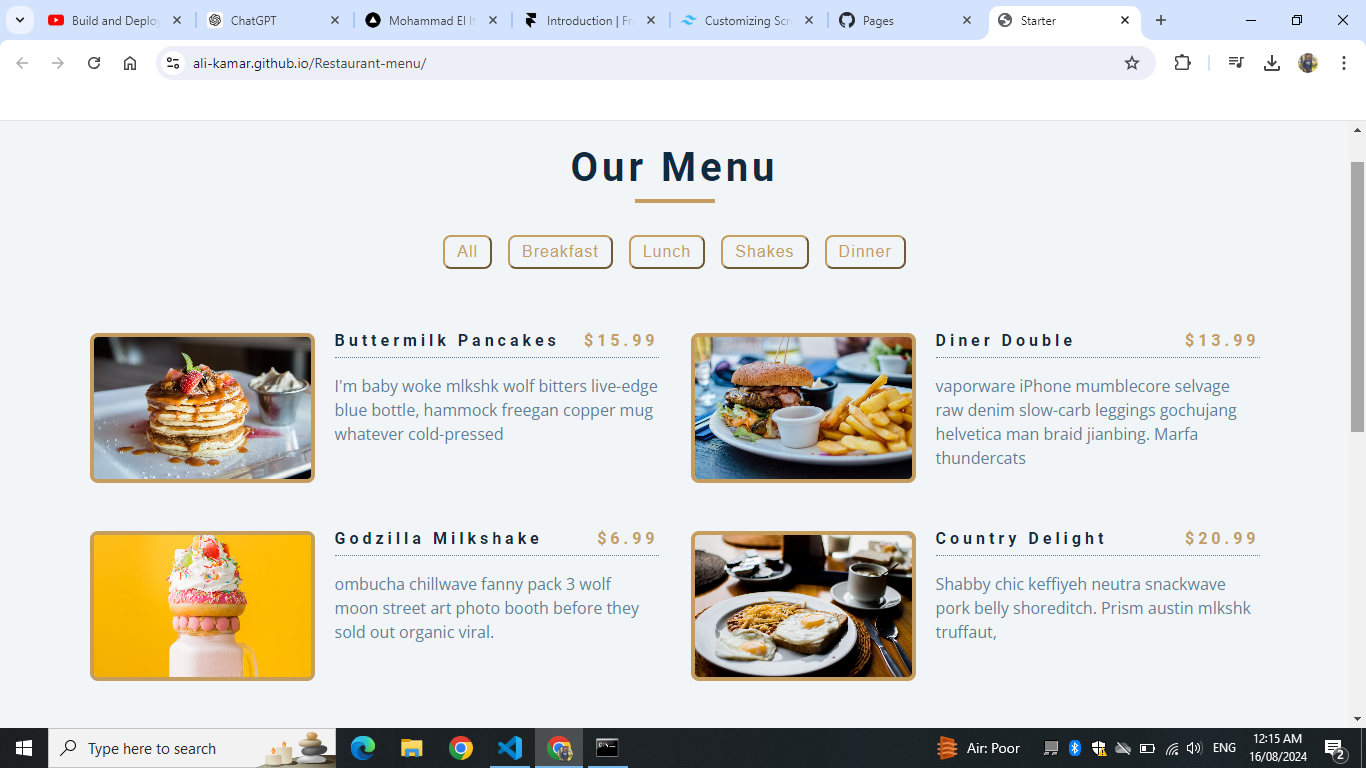 Build and Deploy
ChatGPT
Mohammad El It
Introduction | Fr
Customizing Scr
Pages
Starter
ali-kamar.github.io/Restaurant-menu/
Our Menu
All
Breakfast
Lunch
Shakes
Dinner
Buttermilk Pancakes $15.99
I'm baby woke mlkshk wolf bitters live-edge
blue bottle, hammock freegan copper mug
whatever cold-pressed
Diner Double $13.99
vaporware iPhone mumblecore selvage
raw denim slow-carb leggings gochujang
helvetica man braid jianbing. Marfa
thundercats
Godzilla Milkshake $6.99
ombucha chillwave fanny pack 3 wolf
moon street art photo booth before they
sold out organic viral.
Country Delight $20.99
Shabby chic keffiyeh neutra snackwave
pork belly shoreditch. Prism austin mlkshk
truffaut,
Type here to search
Air: Poor
ENG
12:15 AM
16/08/2024
2